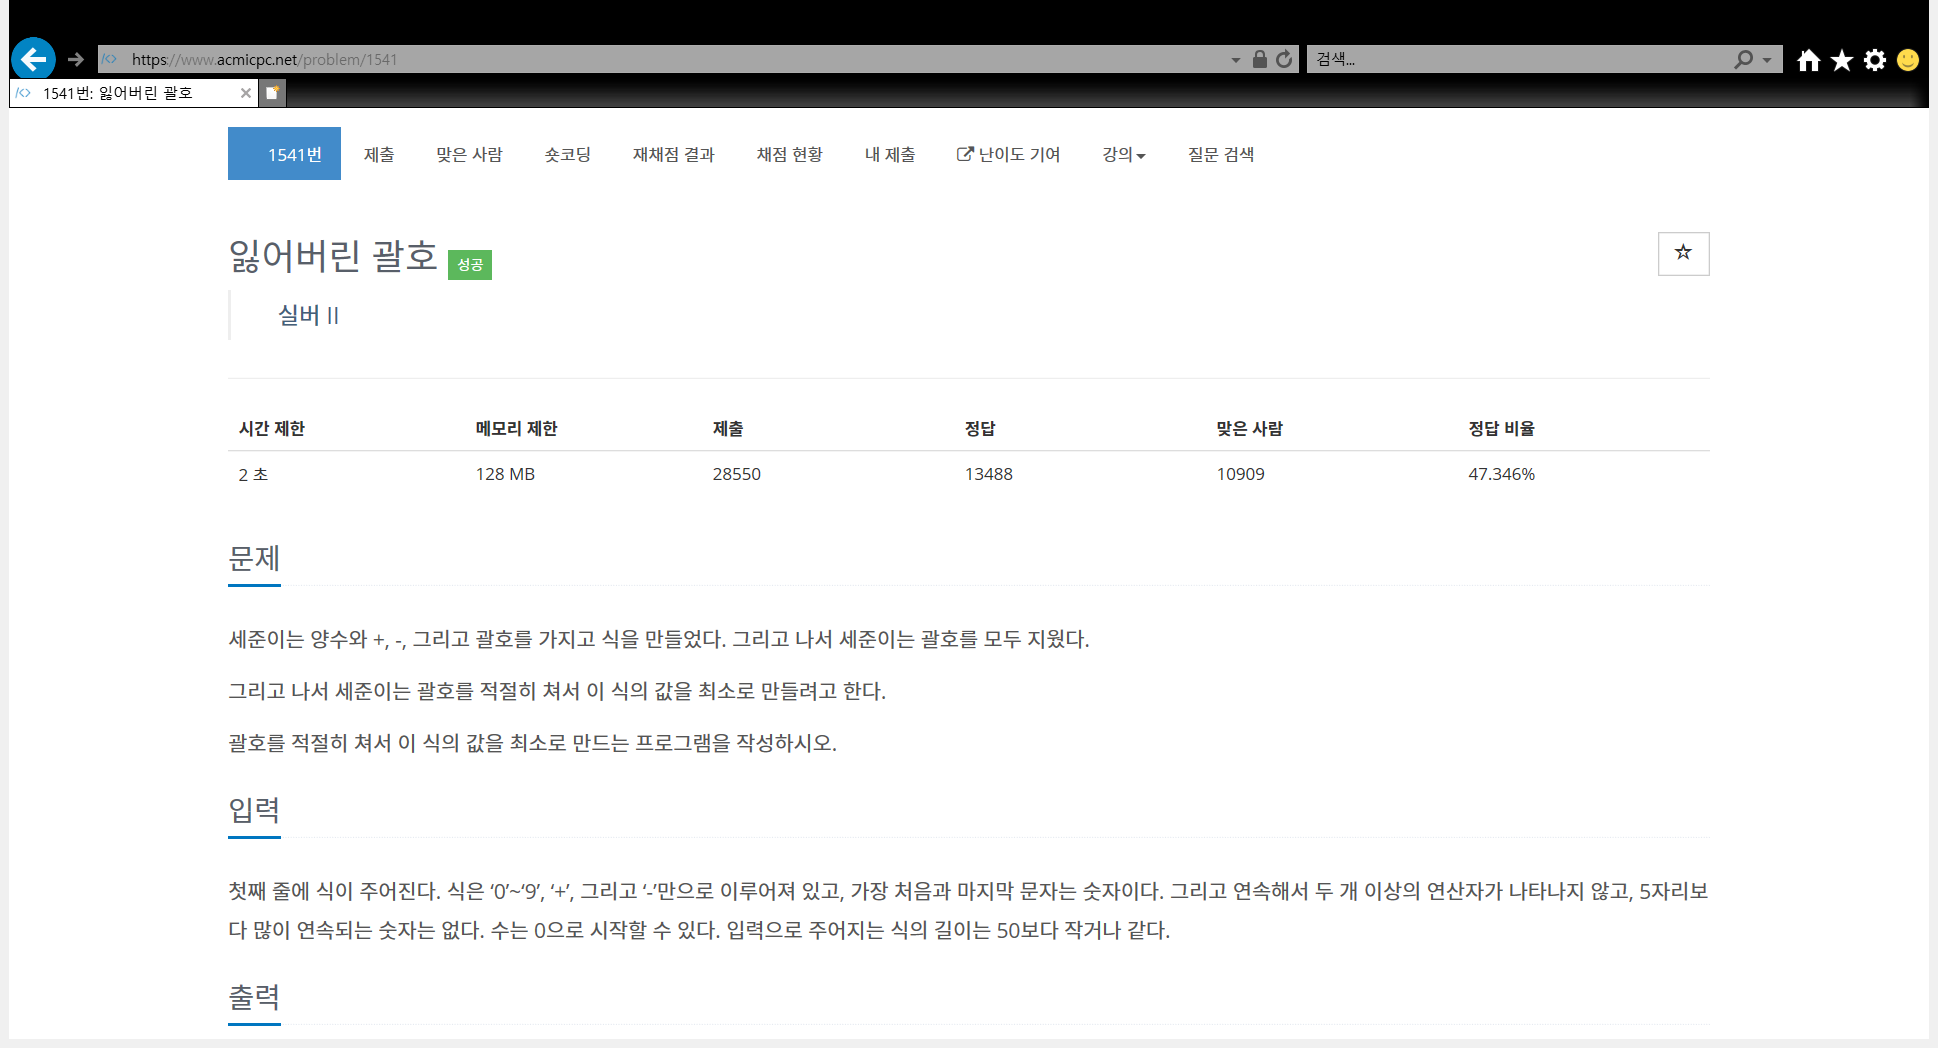 https://www.acmicpc.net/problem/1541
검색...
1541번: 잃어버린 괄호
1541번 제출 맞은 사람 숏코딩 재채점 결과 채점 현황 내 제출 난이도 기여 강의 질문 검색
잃어버린 괄호 성공
실버 II
시간 제한 메모리 제한 제출 정답 맞은 사람 정답 비율
2 초 128 MB 28550 13488 10909 47.346%
문제
세준이는 양수와 +, -, 그리고 괄호를 가지고 식을 만들었다. 그리고 나서 세준이는 괄호를 모두 지웠다.
그리고 나서 세준이는 괄호를 적절히 쳐서 이 식의 값을 최소로 만들려고 한다.
괄호를 적절히 쳐서 이 식의 값을 최소로 만드는 프로그램을 작성하시오.
입력
첫째 줄에 식이 주어진다. 식은 ‘0’~‘9’, ‘+’, 그리고 ‘-’만으로 이루어져 있고, 가장 처음과 마지막 문자는 숫자이다. 그리고 연속해서 두 개 이상의 연산자가 나타나지 않고, 5자리보
다 많이 연속되는 숫자는 없다. 수는 0으로 시작할 수 있다. 입력으로 주어지는 식의 길이는 50보다 작거나 같다.
출력